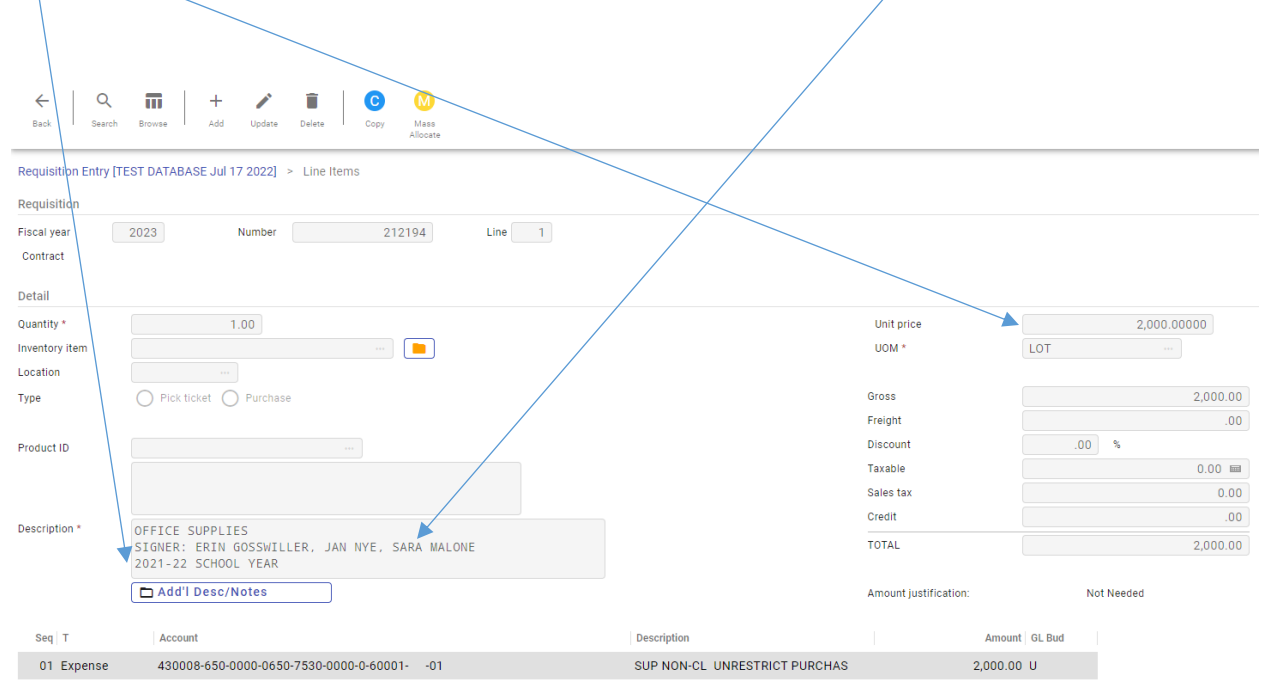 Back Search Browse Add Update Delete C Copy M Mass Allocate
Requisition Entry [TEST DATABASE Jul 17 2022] > Line Items
Requisition
Fiscal year 2023 Number 212194 Line 1
Contract
Detail
Quantity * 1.00 Unit price 2,000.00000
Inventory item ... UOM * LOT ...
Location ...
Type Pick ticket Purchase Gross 2,000.00
Freight .00
Product ID ... Discount .00 %
Taxable 0.00
Sales tax 0.00
Description * OFFICE SUPPLIES Credit .00
SIGNER: ERIN GOSSWILLER, JAN NYE, SARA MALONE TOTAL 2,000.00
2021-22 SCHOOL YEAR
Add'l Desc/Notes Amount justification: Not Needed
Seq T Account Description Amount GL Bud
01 Expense 430008-650-0000-0650-7530-0000-0-60001- -01 SUP NON-CL UNRESTRICT PURCHAS 2,000.00 U